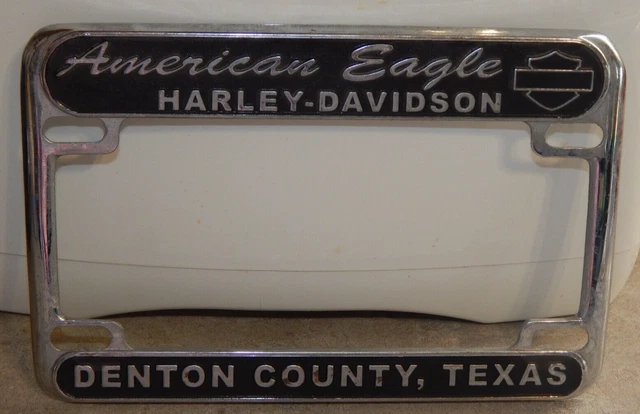 American Eagle
HARLEY-DAVIDSON
DENTON COUNTY, TEXAS